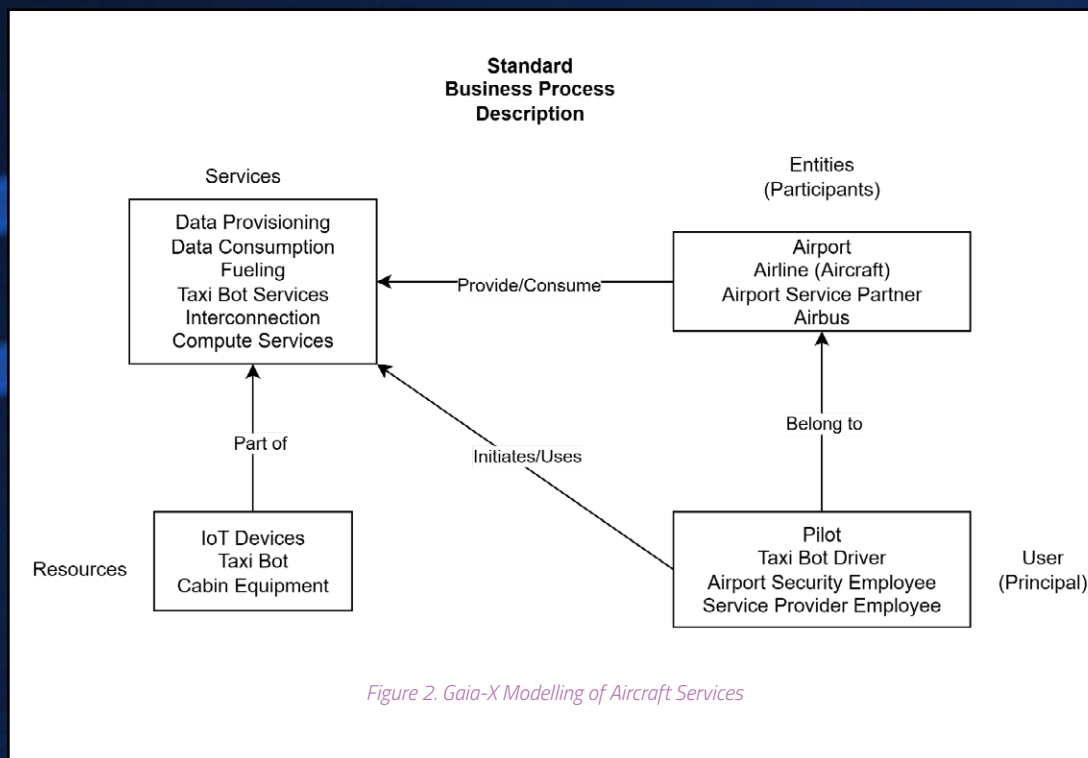 Standard
Business Process
Description
Services
Data Provisioning
Data Consumption
Fueling
Taxi Bot Services
Interconnection
Compute Services
Entities
(Participants)
Airport
Airline (Aircraft)
Airport Service Partner
Airbus
Provide/Consume
Part of
Initiates/Uses
Belong to
Resources
IoT Devices
Taxi Bot
Cabin Equipment
Pilot
Taxi Bot Driver
Airport Security Employee
Service Provider Employee
User
(Principal)
Figure 2. Gaia-X Modelling of Aircraft Services